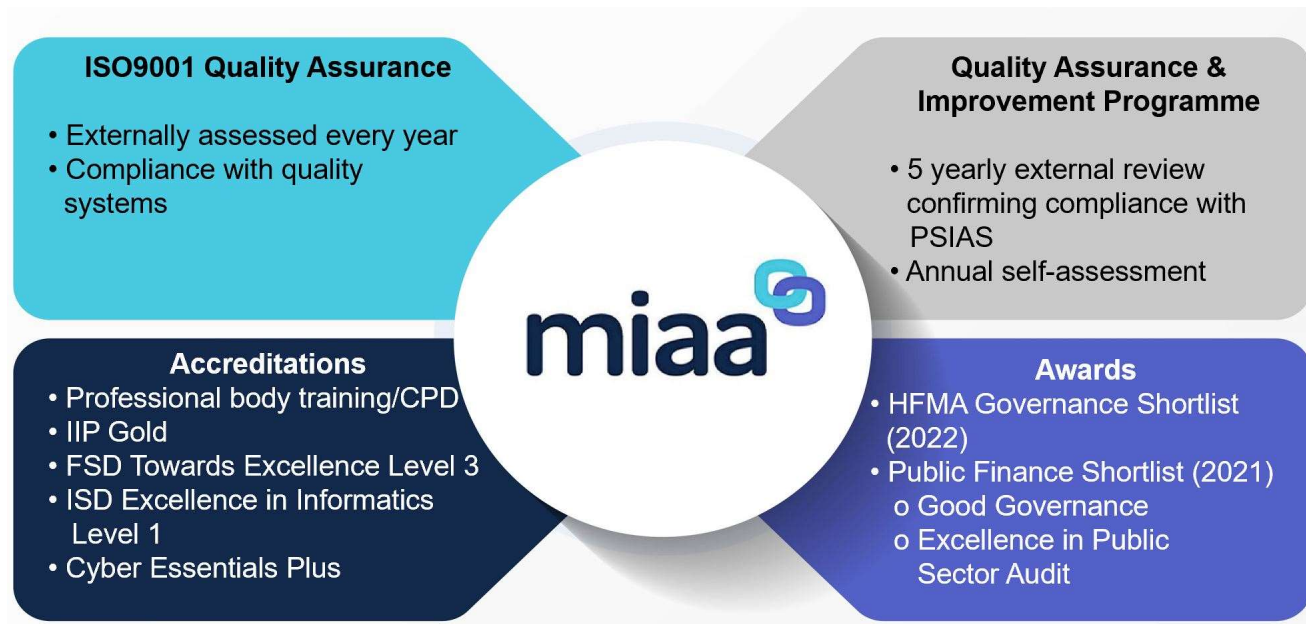 ISO9001 Quality Assurance
• Externally assessed every year
• Compliance with quality
systems
Quality Assurance &
Improvement Programme
• 5 yearly external review
confirming compliance with
PSIAS
• Annual self-assessment
miaa
Accreditations
• Professional body training/CPD
• IIP Gold
• FSD Towards Excellence Level 3
• ISD Excellence in Informatics
Level 1
• Cyber Essentials Plus
Awards
• HFMA Governance Shortlist
(2022)
• Public Finance Shortlist (2021)
o Good Governance
o Excellence in Public
Sector Audit